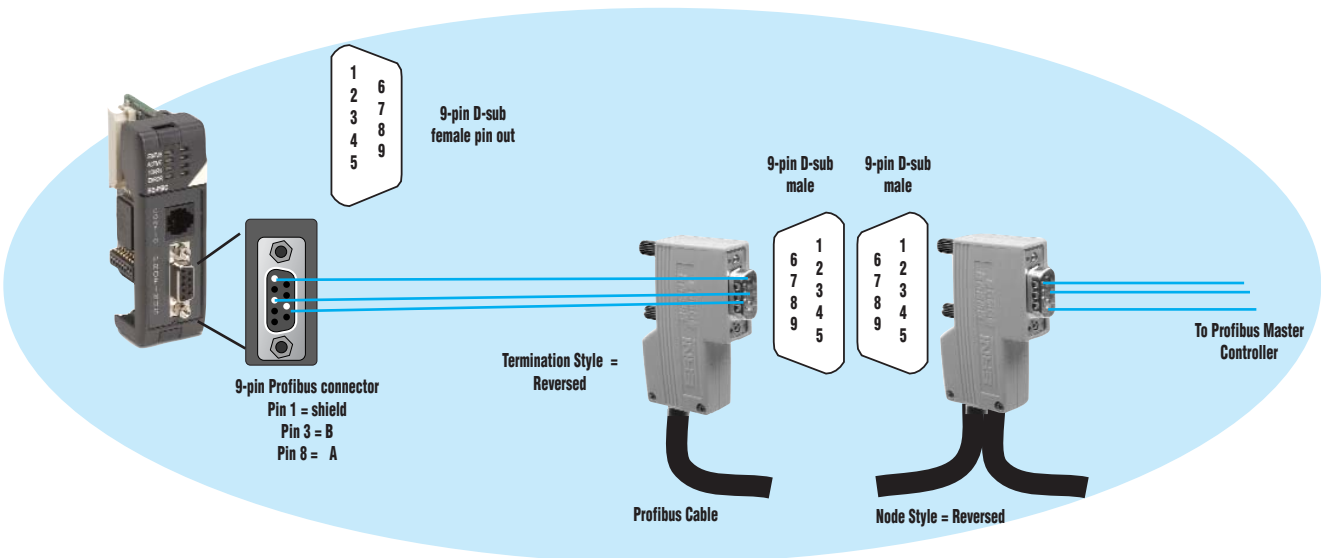 1
2
3
4
5
6
7
8
9
9-pin D-sub
female pin out
9-pin Profibus connector
Pin 1 = shield
Pin 3 = B
Pin 8 = A
Termination Style =
Reversed
Profibus Cable
9-pin D-sub
male
6
7
8
9
1
2
3
4
5
9-pin D-sub
male
6
7
8
9
1
2
3
4
5
Node Style = Reversed
To Profibus Master
Controller
PROFIBUS
ERNI